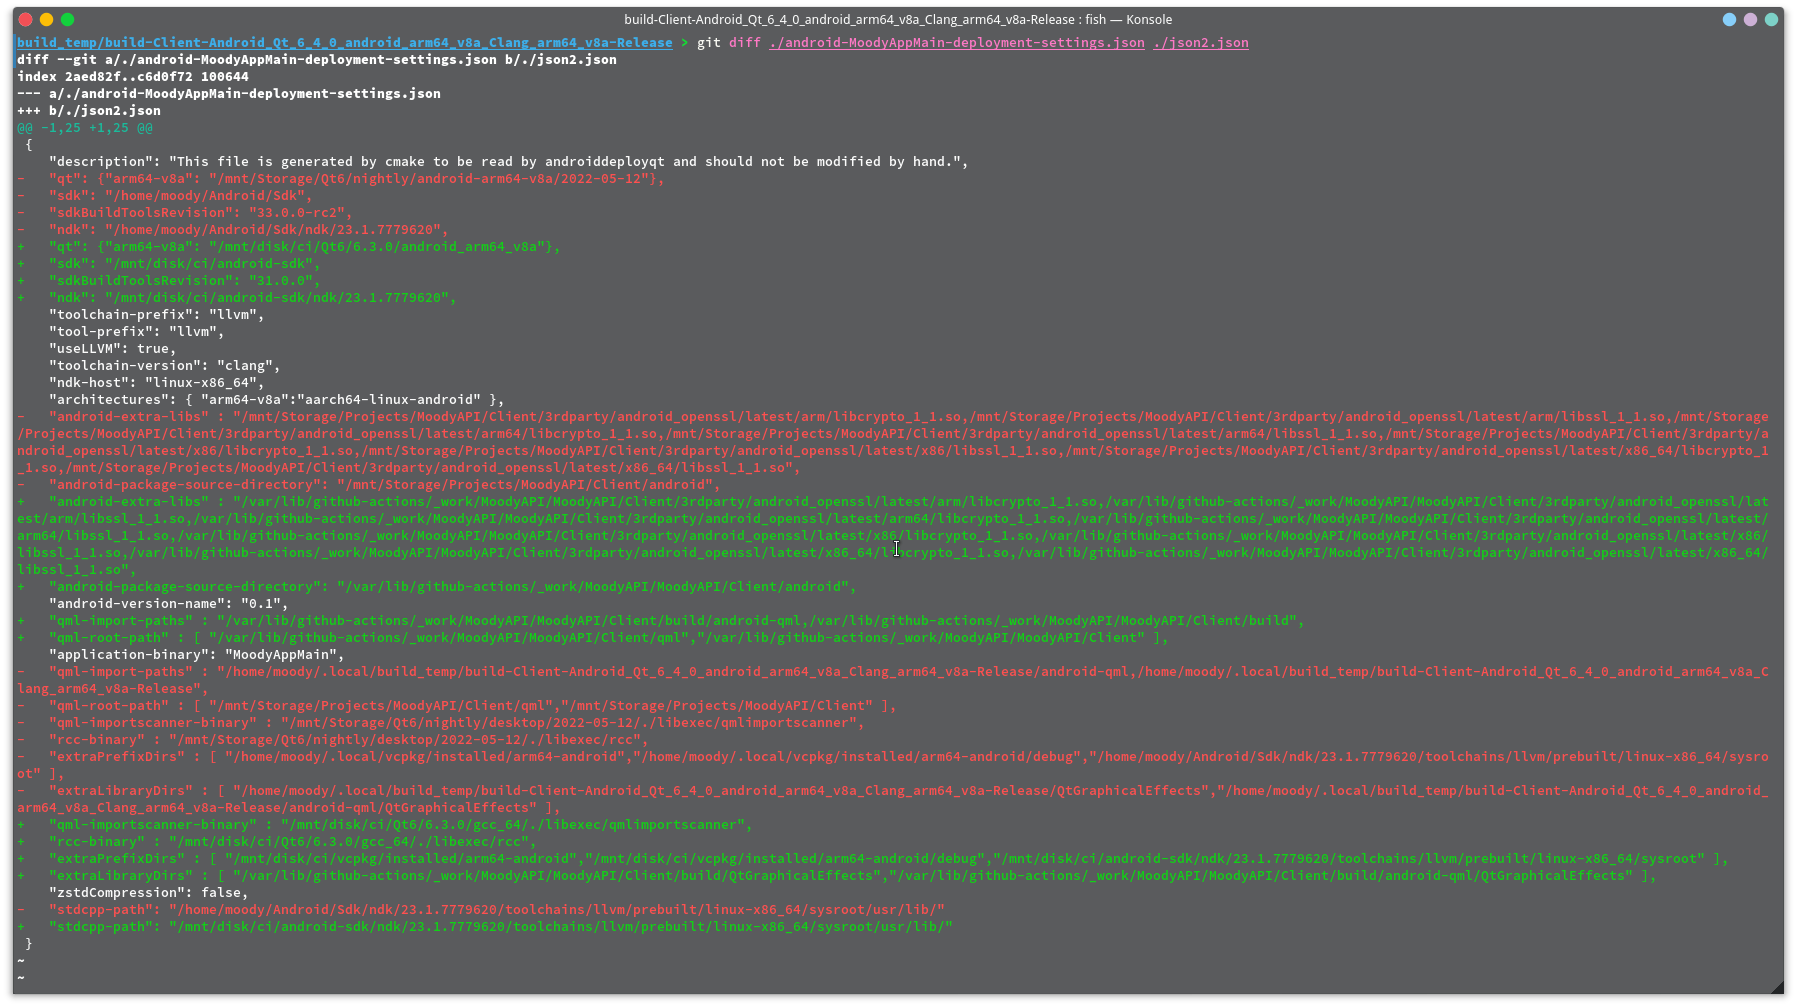 build-Client-Android_Qt_6_4_0_android_arm64_v8a_Clang_arm64_v8a-Release : fish — Konsole
build_temp/build-Client-Android_Qt_6_4_0_android_arm64_v8a_Clang_arm64_v8a-Release > git diff ./android-MoodyAppMain-deployment-settings.json ./json2.json
diff --git a/./android-MoodyAppMain-deployment-settings.json b/./json2.json
index 2aed82f..c6d0f72 100644
--- a/./android-MoodyAppMain-deployment-settings.json
+++ b/./json2.json
@@ -1,25 +1,25 @@
 {
    "description": "This file is generated by cmake to be read by androiddeployqt and should not be modified by hand.",
-   "qt": {"arm64-v8a": "/mnt/Storage/Qt6/nightly/android-arm64-v8a/2022-05-12"},
-   "sdk": "/home/moody/Android/Sdk",
-   "sdkBuildToolsRevision": "33.0.0-rc2",
-   "ndk": "/home/moody/Android/Sdk/ndk/23.1.7779620",
+   "qt": {"arm64-v8a": "/mnt/disk/ci/Qt6/6.3.0/android_arm64_v8a"},
+   "sdk": "/mnt/disk/ci/android-sdk",
+   "sdkBuildToolsRevision": "31.0.0",
+   "ndk": "/mnt/disk/ci/android-sdk/ndk/23.1.7779620",
    "toolchain-prefix": "llvm",
    "tool-prefix": "llvm",
    "useLLVM": true,
    "toolchain-version": "clang",
    "ndk-host": "linux-x86_64",
    "architectures": { "arm64-v8a":"aarch64-linux-android" },
-   "android-extra-libs" : "/mnt/Storage/Projects/MoodyAPI/Client/3rdparty/android_openssl/latest/arm/libcrypto_1_1.so,/mnt/Storage/Projects/MoodyAPI/Client/3rdparty/android_openssl/latest/arm/libssl_1_1.so,/mnt/Storage
/Projects/MoodyAPI/Client/3rdparty/android_openssl/latest/arm64/libcrypto_1_1.so,/mnt/Storage/Projects/MoodyAPI/Client/3rdparty/android_openssl/latest/arm64/libssl_1_1.so,/mnt/Storage/Projects/MoodyAPI/Client/3rdparty/a
ndroid_openssl/latest/x86/libcrypto_1_1.so,/mnt/Storage/Projects/MoodyAPI/Client/3rdparty/android_openssl/latest/x86/libssl_1_1.so,/mnt/Storage/Projects/MoodyAPI/Client/3rdparty/android_openssl/latest/x86_64/libcrypto_1
_1.so,/mnt/Storage/Projects/MoodyAPI/Client/3rdparty/android_openssl/latest/x86_64/libssl_1_1.so",
-   "android-package-source-directory": "/mnt/Storage/Projects/MoodyAPI/Client/android",
+   "android-extra-libs" : "/var/lib/github-actions/_work/MoodyAPI/MoodyAPI/Client/3rdparty/android_openssl/latest/arm/libcrypto_1_1.so,/var/lib/github-actions/_work/MoodyAPI/MoodyAPI/Client/3rdparty/android_openssl/lat
est/arm/libssl_1_1.so,/var/lib/github-actions/_work/MoodyAPI/MoodyAPI/Client/3rdparty/android_openssl/latest/arm64/libcrypto_1_1.so,/var/lib/github-actions/_work/MoodyAPI/MoodyAPI/Client/3rdparty/android_openssl/latest/
arm64/libssl_1_1.so,/var/lib/github-actions/_work/MoodyAPI/MoodyAPI/Client/3rdparty/android_openssl/latest/x86/libcrypto_1_1.so,/var/lib/github-actions/_work/MoodyAPI/MoodyAPI/Client/3rdparty/android_openssl/latest/x86/
libssl_1_1.so,/var/lib/github-actions/_work/MoodyAPI/MoodyAPI/Client/3rdparty/android_openssl/latest/x86_64/libcrypto_1_1.so,/var/lib/github-actions/_work/MoodyAPI/MoodyAPI/Client/3rdparty/android_openssl/latest/x86_64/
libssl_1_1.so",
+   "android-package-source-directory": "/var/lib/github-actions/_work/MoodyAPI/MoodyAPI/Client/android",
    "android-version-name": "0.1",
+   "qml-import-paths" : "/var/lib/github-actions/_work/MoodyAPI/MoodyAPI/Client/build/android-qml,/var/lib/github-actions/_work/MoodyAPI/MoodyAPI/Client/build",
+   "qml-root-path" : [ "/var/lib/github-actions/_work/MoodyAPI/MoodyAPI/Client/qml","/var/lib/github-actions/_work/MoodyAPI/MoodyAPI/Client" ],
    "application-binary": "MoodyAppMain",
-   "qml-import-paths" : "/home/moody/.local/build_temp/build-Client-Android_Qt_6_4_0_android_arm64_v8a_Clang_arm64_v8a-Release/android-qml,/home/moody/.local/build_temp/build-Client-Android_Qt_6_4_0_android_arm64_v8a_C
lang_arm64_v8a-Release",
-   "qml-root-path" : [ "/mnt/Storage/Projects/MoodyAPI/Client/qml","/mnt/Storage/Projects/MoodyAPI/Client" ],
-   "qml-importscanner-binary" : "/mnt/Storage/Qt6/nightly/desktop/2022-05-12/./libexec/qmlimportscanner",
-   "rcc-binary" : "/mnt/Storage/Qt6/nightly/desktop/2022-05-12/./libexec/rcc",
-   "extraPrefixDirs" : [ "/home/moody/.local/vcpkg/installed/arm64-android","/home/moody/.local/vcpkg/installed/arm64-android/debug","/home/moody/Android/Sdk/ndk/23.1.7779620/toolchains/llvm/prebuilt/linux-x86_64/sysro
ot" ],
-   "extraLibraryDirs" : [ "/home/moody/.local/build_temp/build-Client-Android_Qt_6_4_0_android_arm64_v8a_Clang_arm64_v8a-Release/QtGraphicalEffects","/home/moody/.local/build_temp/build-Client-Android_Qt_6_4_0_android_
arm64_v8a_Clang_arm64_v8a-Release/android-qml/QtGraphicalEffects" ],
+   "qml-importscanner-binary" : "/mnt/disk/ci/Qt6/6.3.0/gcc_64/./libexec/qmlimportscanner",
+   "rcc-binary" : "/mnt/disk/ci/Qt6/6.3.0/gcc_64/./libexec/rcc",
+   "extraPrefixDirs" : [ "/mnt/disk/ci/vcpkg/installed/arm64-android","/mnt/disk/ci/vcpkg/installed/arm64-android/debug","/mnt/disk/ci/android-sdk/ndk/23.1.7779620/toolchains/llvm/prebuilt/linux-x86_64/sysroot" ],
+   "extraLibraryDirs" : [ "/var/lib/github-actions/_work/MoodyAPI/MoodyAPI/Client/build/QtGraphicalEffects","/var/lib/github-actions/_work/MoodyAPI/MoodyAPI/Client/build/android-qml/QtGraphicalEffects" ],
    "zstdCompression": false,
-   "stdcpp-path": "/home/moody/Android/Sdk/ndk/23.1.7779620/toolchains/llvm/prebuilt/linux-x86_64/sysroot/usr/lib/"
+   "stdcpp-path": "/mnt/disk/ci/android-sdk/ndk/23.1.7779620/toolchains/llvm/prebuilt/linux-x86_64/sysroot/usr/lib/"
 }
~
~